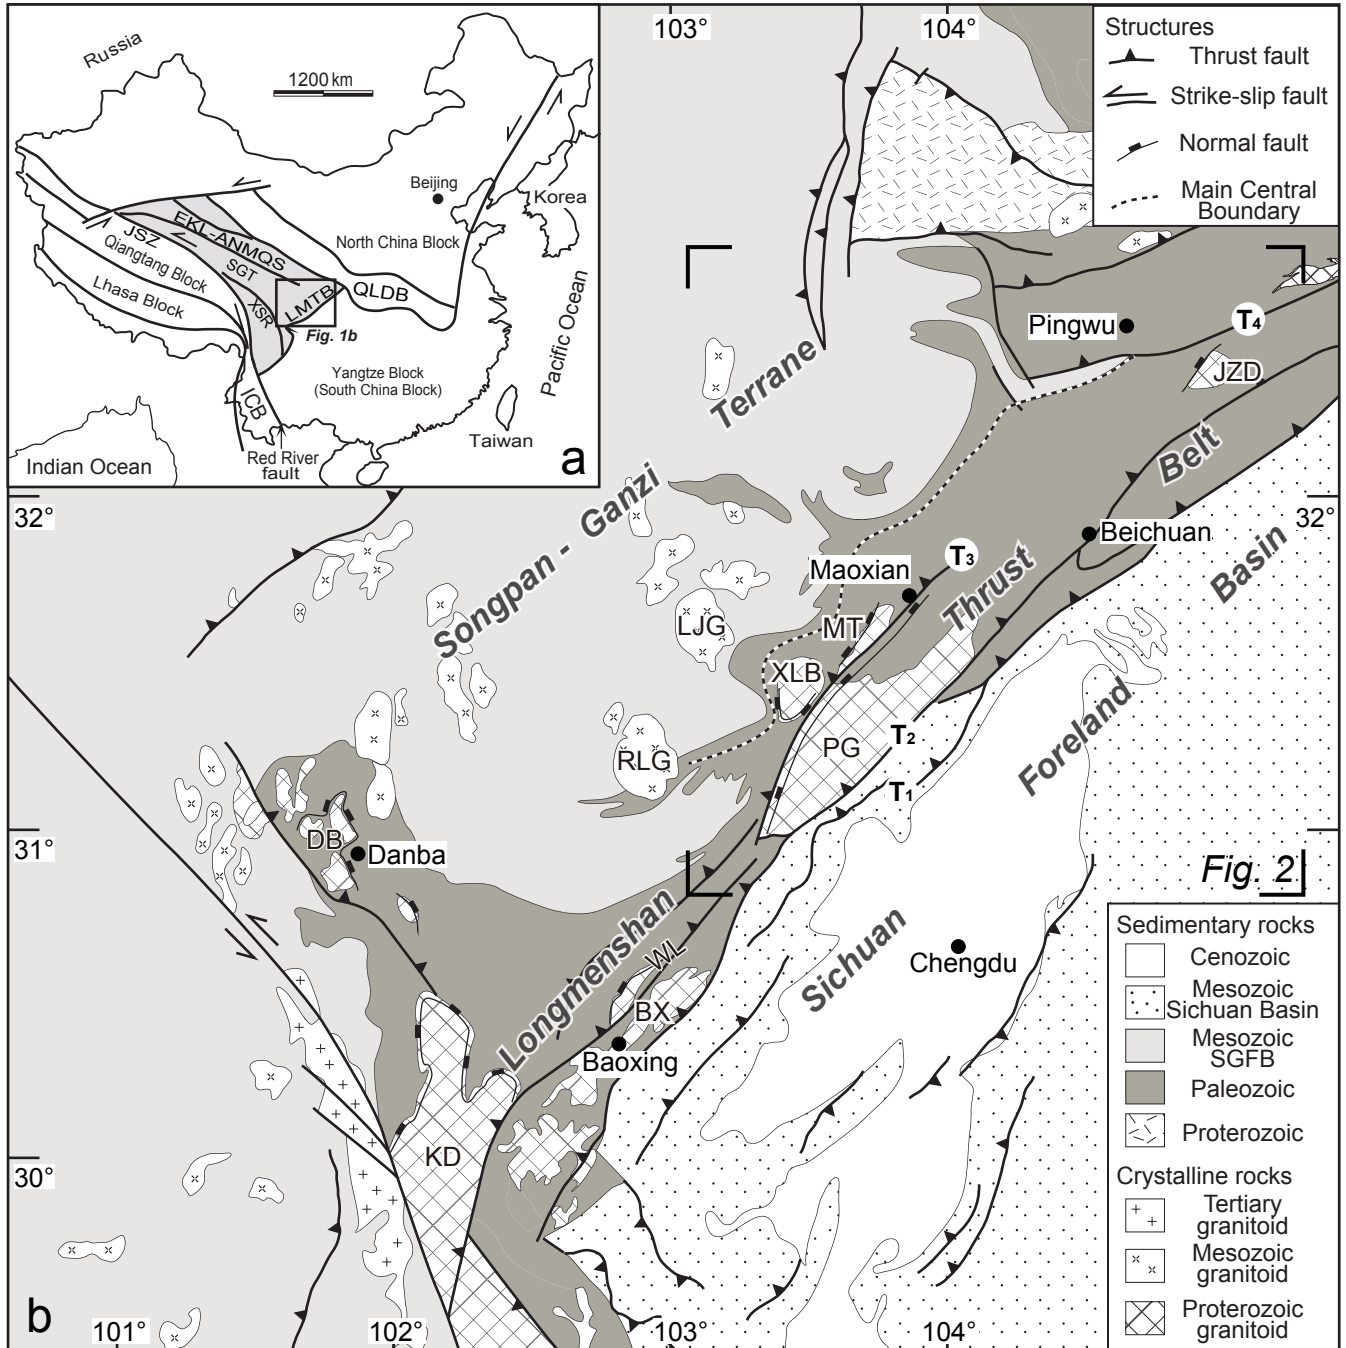 Russia
1200 km
Beijing
Korea
EKL-ANMQS
North China Block
JSZ
Qiangtang Block
SGT
Lhasa Block
XSR
LMTB
QLDB
Fig. 1b
Pacific Ocean
Yangtze Block
(South China Block)
ICB
Taiwan
Red River
fault
Indian Ocean
a
103°
104°
Structures
Thrust fault
Strike-slip fault
Normal fault
Main Central
Boundary
Pingwu
T4
JZD
Songpan - Ganzi Terrane
32°
32°
Beichuan
Maoxian
T3
MT
LJG
XLB
RLG
PG
T2
T1
Longmenshan Thrust Belt
Sichuan Foreland Basin
DB
Danba
31°
Fig. 2
WL
BX
Baoxing
Chengdu
KD
30°
Sedimentary rocks
Cenozoic
Mesozoic
Sichuan Basin
Mesozoic
SGFB
Paleozoic
Proterozoic
Crystalline rocks
Tertiary
granitoid
Mesozoic
granitoid
Proterozoic
granitoid
b
101°
102°
103°
104°